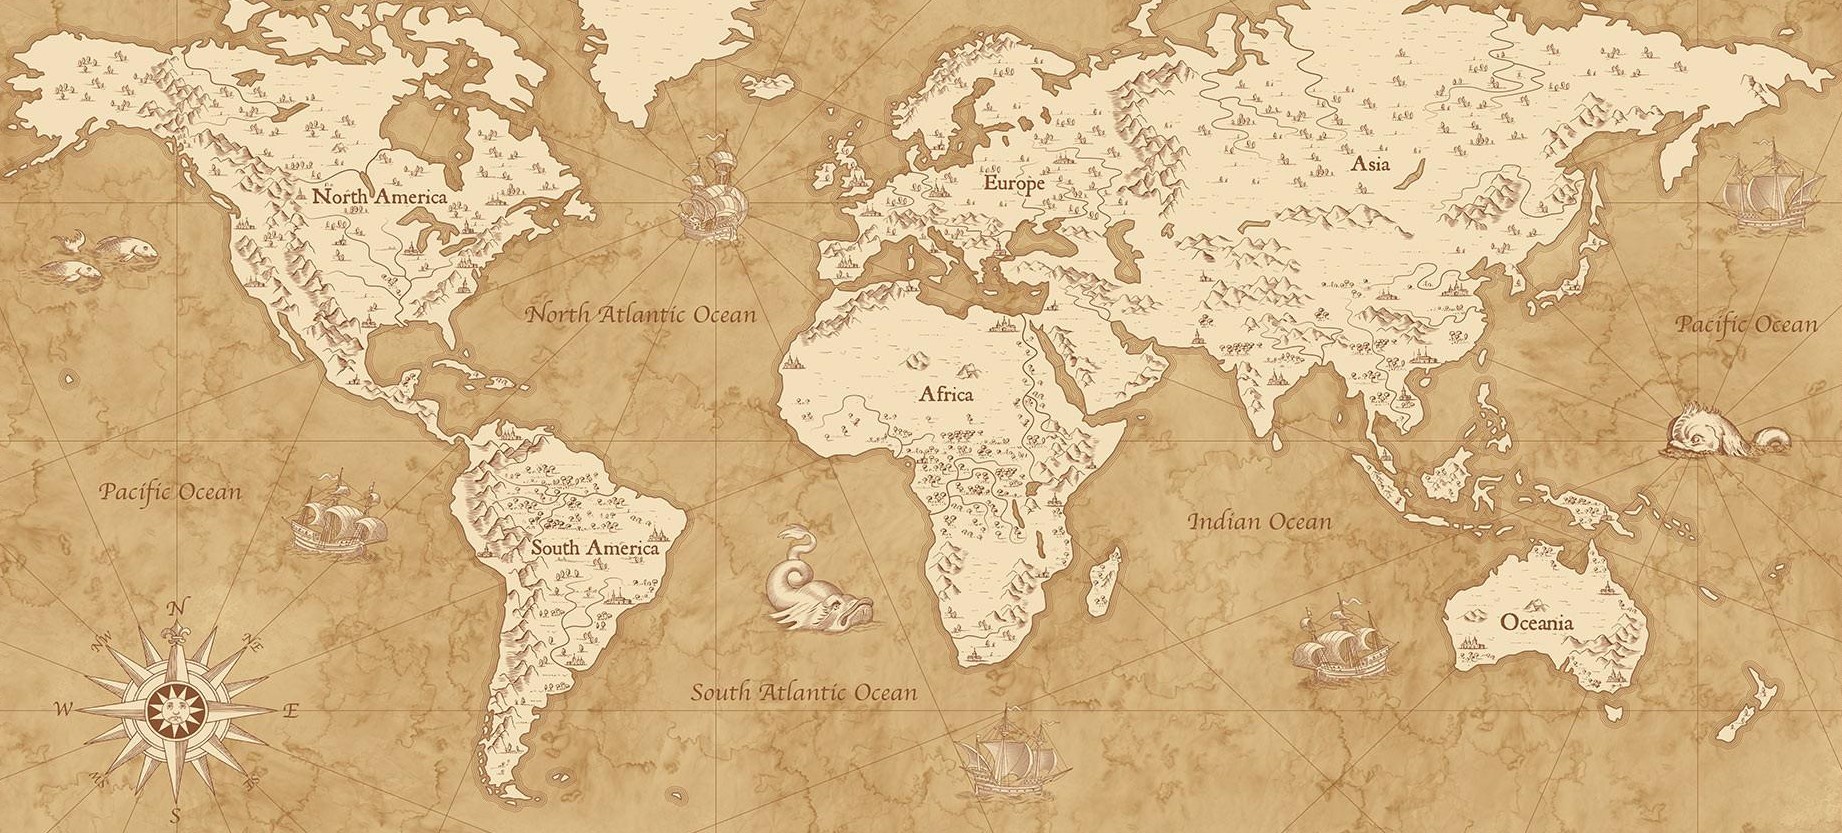 North America
Europe
Asia
North Atlantic Ocean
Pacific Ocean
Africa
Pacific Ocean
Indian Ocean
South America
Oceania
South Atlantic Ocean
N
NW
NE
W
E
SW
SE
S